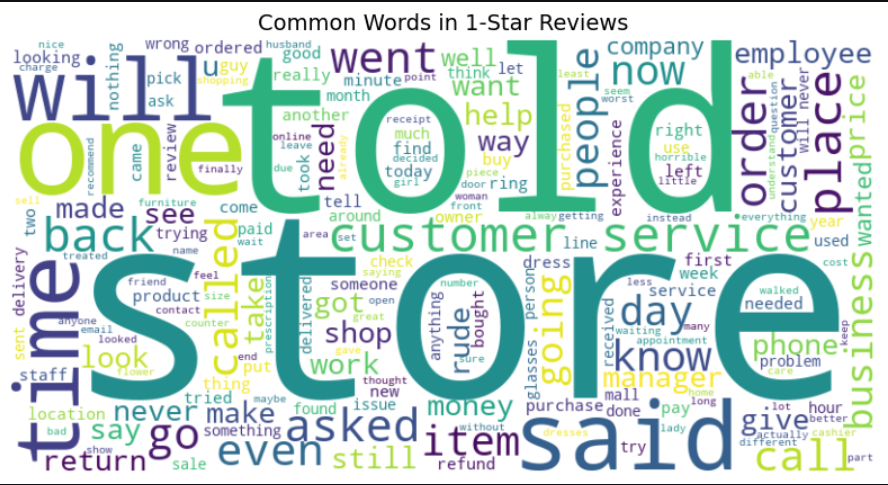 Common Words in 1-Star Reviews
nice
husband
wrong
ordered
good
looking
charge
nothing
pick
ask
u
guy
shopping
really
went
minute
point
month
well
think
let
want
help
people
company
now
employee
least
seem
worst
able
will
told
one
recommend
came
review
finally
another
online
leave
due
took
need
already
receipt
much
find
decided
today
girl
way
buy
piece
door
ring
woman
front
purchased
experience
right
use
horrible
left
little
order
understand
question
customer
will never
place
price
wanted
sell
furniture
two
made
see
come
tell
around
owner
alway
getting
instead
everything
year
back
trying
called
paid
wait
area
set
customer service
line
used
delivery
treated
name
time
friend
feel
product
size
contact
anyone
email
counter
looked
look
flower
end
put
thing
take
prescription
delivered
someone
check
saying
got
open
great
shop
gave
work
thought
new
anything
rude
bought
sure
number
store
dress
person
glasses
going
received
first
week
less
service
day
many
waiting
appointment
know
manager
walked
needed
cost
phone
problem
care
keep
business
sent
staff
location
never
tried
maybe
found
issue
money
purchase
mall
done
home
long
pay
lady
give
lot
hour
better
actually
different
cashier
bad
say
go
make
something
asked
without
item
said
dresses
try
call
part
show
return
sale
even
still
refund